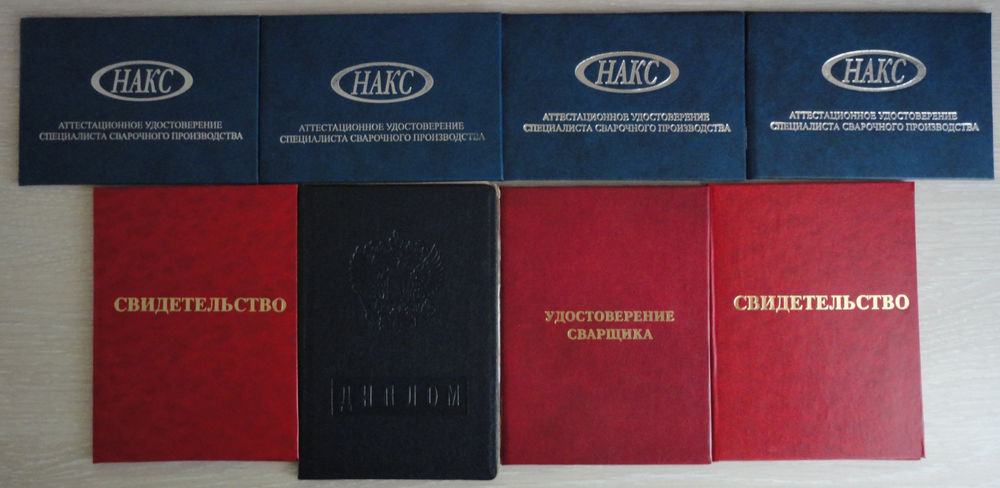 НАКС
АТТЕСТАЦИОННОЕ УДОСТОВЕРЕНИЕ
СПЕЦИАЛИСТА СВАРОЧНОГО ПРОИЗВОДСТВА
НАКС
АТТЕСТАЦИОННОЕ УДОСТОВЕРЕНИЕ
СПЕЦИАЛИСТА СВАРОЧНОГО ПРОИЗВОДСТВА
НАКС
АТТЕСТАЦИОННОЕ УДОСТОВЕРЕНИЕ
СПЕЦИАЛИСТА СВАРОЧНОГО ПРОИЗВОДСТВА
НАКС
АТТЕСТАЦИОННОЕ УДОСТОВЕРЕНИЕ
СПЕЦИАЛИСТА СВАРОЧНОГО ПРОИЗВОДСТВА
СВИДЕТЕЛЬСТВО
ДИПЛОМ
УДОСТОВЕРЕНИЕ
СВАРЩИКА
СВИДЕТЕЛЬСТВО